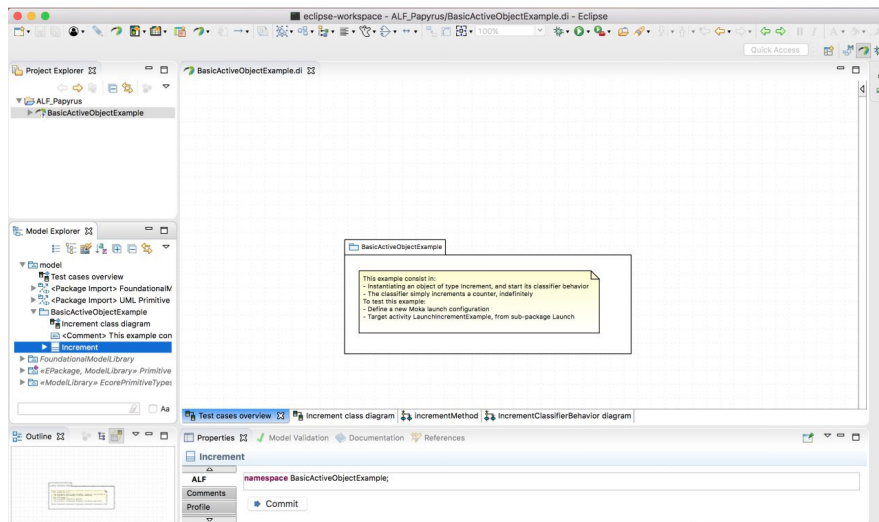 eclipse-workspace - ALF_Papyrus/BasicActiveObjectExample.di - Eclipse
100%
Quick Access
Project Explorer
ALF_Papyrus
BasicActiveObjectExample
BasicActiveObjectExample.di
Model Explorer
model
Test cases overview
<Package Import> FoundationalM
<Package Import> UML Primitive
BasicActiveObjectExample
Increment class diagram
<Comment> This example con
Increment
FoundationalModelLibrary
«EPackage, ModelLibrary» Primitive
«ModelLibrary» EcorePrimitiveTypes
Aa
BasicActiveObjectExample
This example consist in:
- Instantiating an object of type Increment, and start its classifier behavior
- The classifier simply increments a counter, indefinitely
To test this example:
- Define a new Moka launch configuration
- Target activity LaunchIncrementExample, from sub-package Launch
Test cases overview
Increment class diagram
incrementMethod
IncrementClassifierBehavior diagram
Outline
Properties
Model Validation
Documentation
References
Increment
ALF
Comments
Profile
namespace BasicActiveObjectExample;
Commit